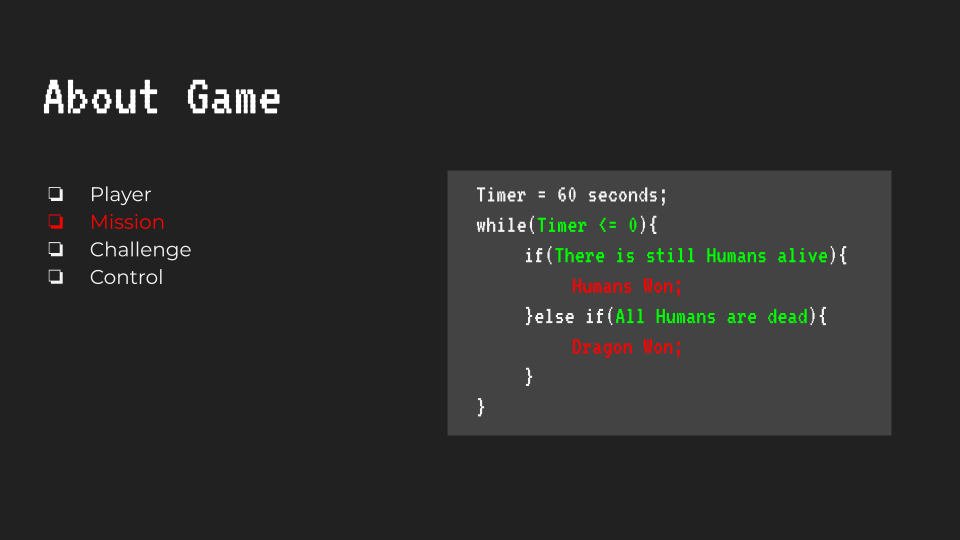 About Game
❏ Player
❏ Mission
❏ Challenge
❏ Control
Timer = 60 seconds;
while(Timer <= 0){
if(There is still Humans alive){
Humans Won;
}else if(All Humans are dead){
Dragon Won;
}
}